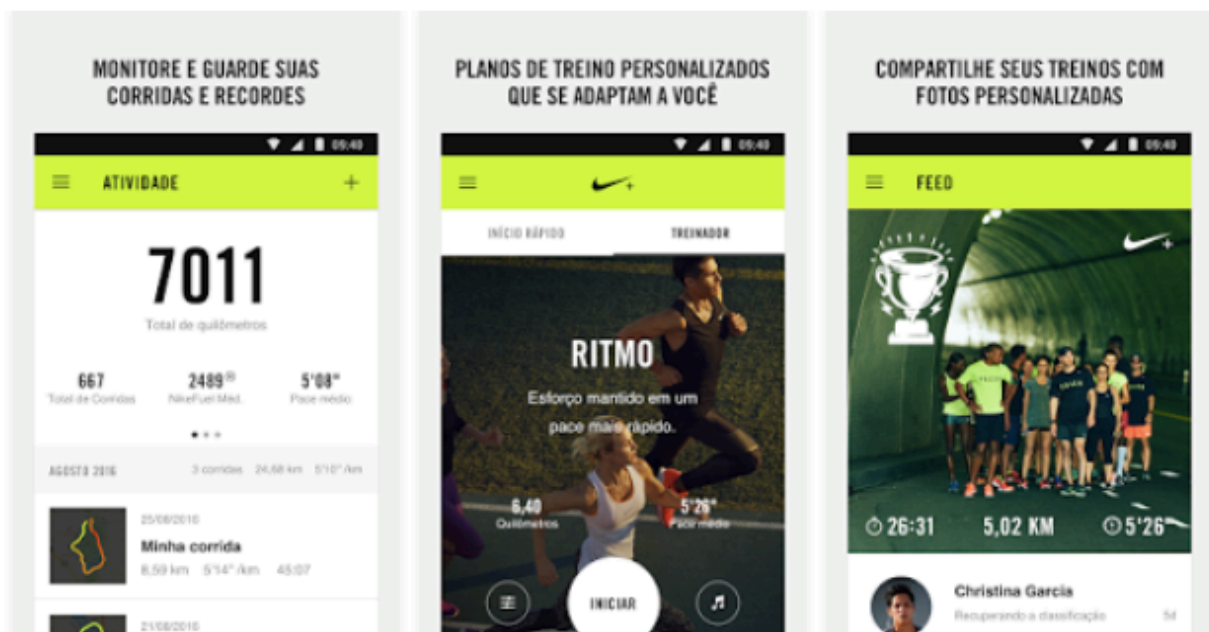 MONITORE E GUARDE SUAS
CORRIDAS E RECORDES
09:40
ATIVIDADE
+
7011
Total de quilômetros
667
Total de Corridas
2489
NikeFuel Méd.
5'08"
Pace médio
AGOSTO 2016 3 corridas 24,68 km 5'10" /km
25/08/2016
Minha corrida
8,59 km 5'14" /km 45:07
21/08/2016
PLANOS DE TREINO PERSONALIZADOS
QUE SE ADAPTAM A VOCÊ
09:40
+
INÍCIO RÁPIDO TREINADOR
RITMO
Esforço mantido em um
pace mais rápido.
6,40
Quilômetros
5'26"
Pace médio
INICIAR
COMPARTILHE SEUS TREINOS COM
FOTOS PERSONALIZADAS
09:40
FEED
+
26:31 5,02 KM 5'26"
Christina Garcia
Recuperando a classificação 5d